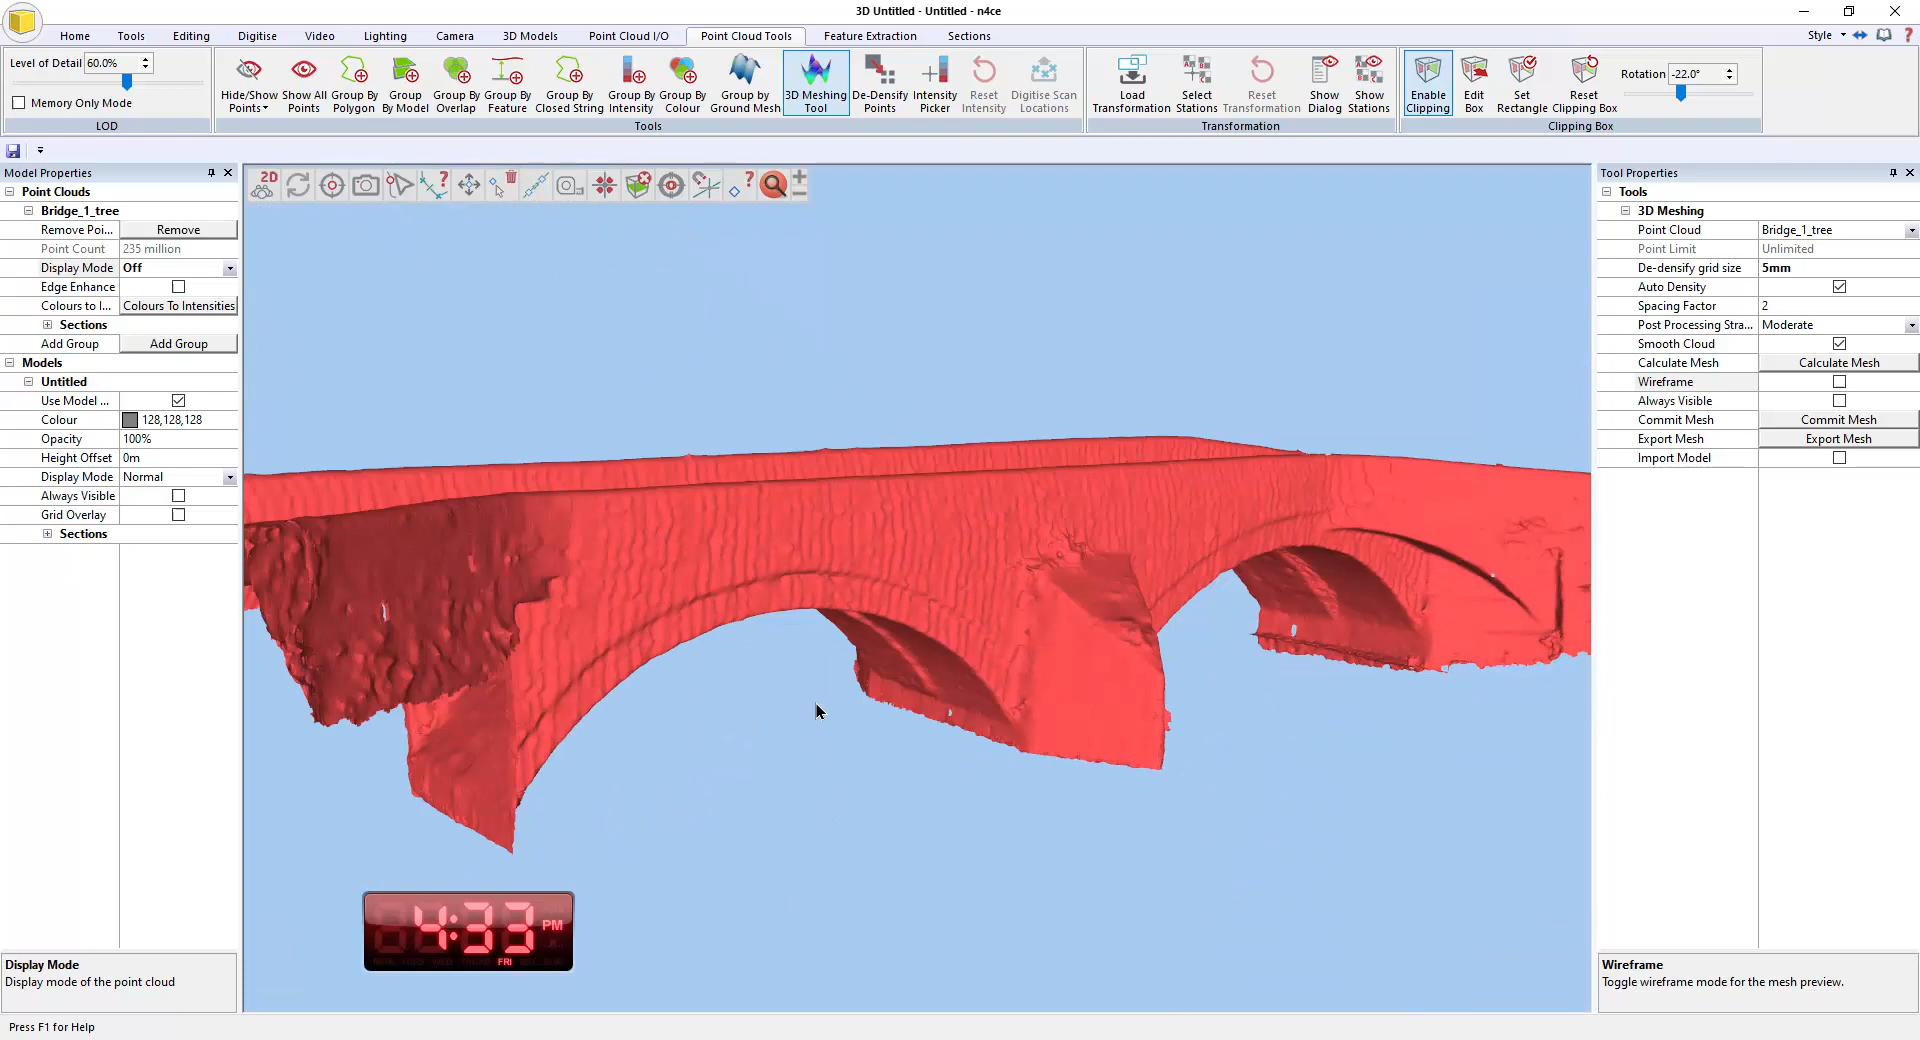 3D Untitled - Untitled - n4ce
Home Tools Editing Digitise Video Lighting Camera 3D Models Point Cloud I/O Point Cloud Tools Feature Extraction Sections Style
Level of Detail 60.0%
Memory Only Mode
LOD
Hide/Show Points
Show All Points
Group By Polygon
Group By Model
Group By Overlap
Group By Feature
Group By Closed String
Group By Intensity
Group By Colour
Group by Ground Mesh
3D Meshing Tool
De-Densify Points
Intensity Picker
Reset Intensity
Digitise Scan Locations
Tools
Load Transformation
Select Stations
Reset Transformation
Show Dialog
Show Stations
Transformation
Enable Clipping
Edit Box
Set Rectangle
Reset Clipping Box
Rotation -22.0°
Clipping Box
Model Properties
Point Clouds
Bridge_1_tree
Remove Poi... Remove
Point Count 235 million
Display Mode Off
Edge Enhance
Colours to I... Colours To Intensities
Sections
Add Group Add Group
Models
Untitled
Use Model ...
Colour 128,128,128
Opacity 100%
Height Offset 0m
Display Mode Normal
Always Visible
Grid Overlay
Sections
Display Mode
Display mode of the point cloud
2D
4:33 PM
FRI
Tool Properties
Tools
3D Meshing
Point Cloud Bridge_1_tree
Point Limit Unlimited
De-densify grid size 5mm
Auto Density
Spacing Factor 2
Post Processing Stra... Moderate
Smooth Cloud
Calculate Mesh Calculate Mesh
Wireframe
Always Visible
Commit Mesh Commit Mesh
Export Mesh Export Mesh
Import Model
Wireframe
Toggle wireframe mode for the mesh preview.
Press F1 for Help